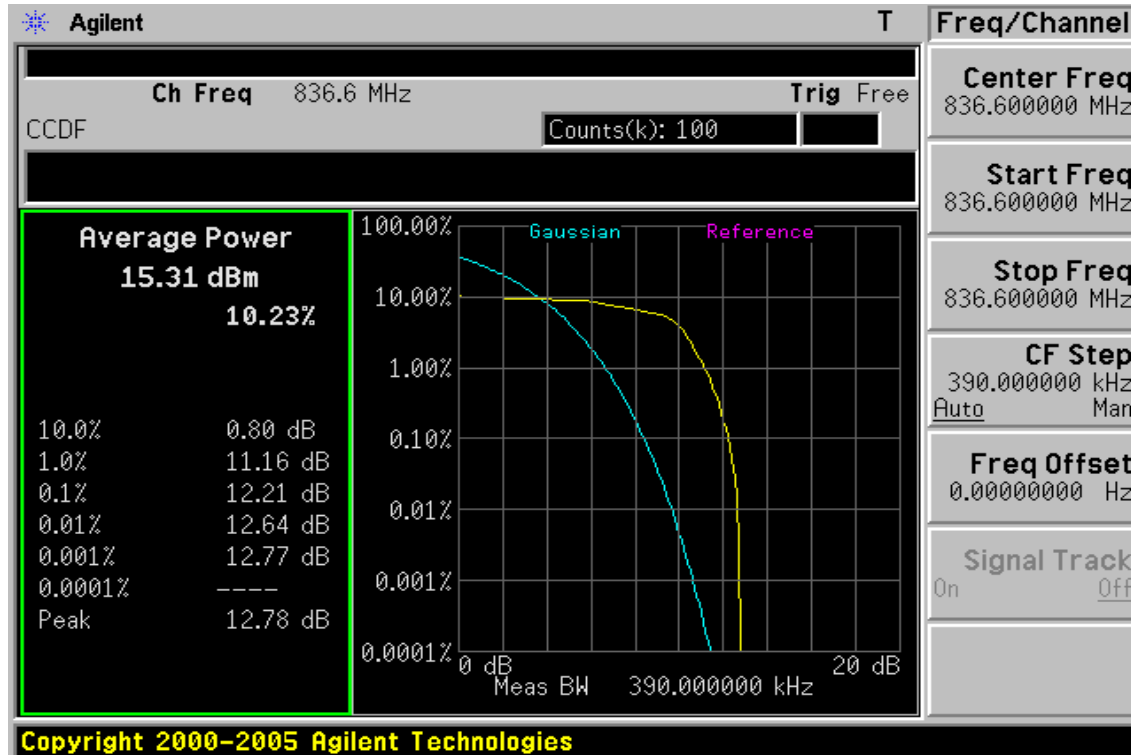 Agilent T
Freq/Channel
Ch Freq 836.6 MHz Trig Free
CCDF Counts(k): 100
Average Power
15.31 dBm
10.23%
10.0% 0.80 dB
1.0% 11.16 dB
0.1% 12.21 dB
0.01% 12.64 dB
0.001% 12.77 dB
0.0001% ----
Peak 12.78 dB
Gaussian Reference
100.00%
10.00%
1.00%
0.10%
0.01%
0.001%
0.0001%
0 dB 20 dB
Meas BW 390.000000 kHz
Center Freq
836.600000 MHz
Start Freq
836.600000 MHz
Stop Freq
836.600000 MHz
CF Step
390.000000 kHz
Auto Man
Freq Offset
0.00000000 Hz
Signal Track
On Off
Copyright 2000-2005 Agilent Technologies